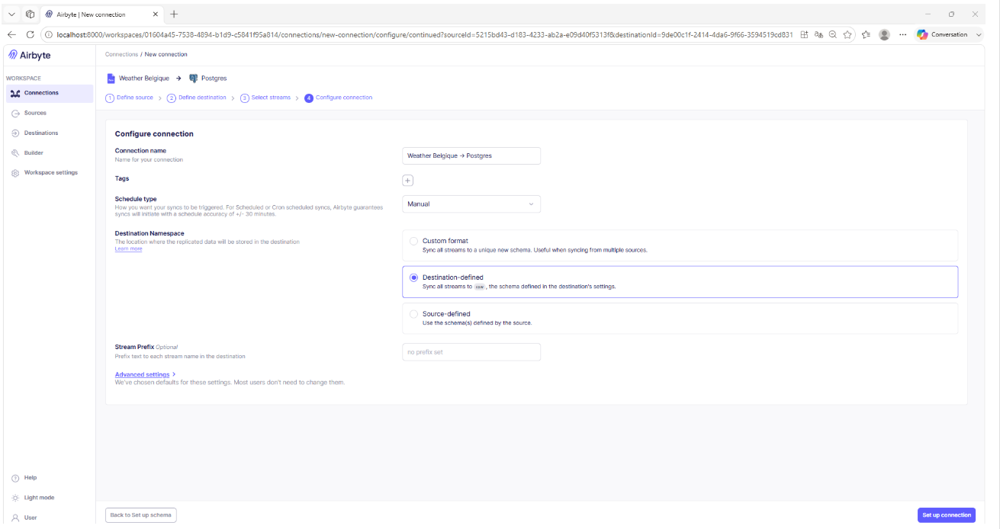 Airbyte | New connection
localhost:8000/workspaces/01604a45-7538-4894-b1d9-c5841f95a814/connections/new-connection/configure/continued?sourceId=5215bd43-d183-4233-ab2a-e09d40f5313f&destinationId=9de00c1f-2414-4da6-9f66-3594519cd831
Conversation
Airbyte
Connections / New connection
WORKSPACE
Connections
Sources
Destinations
Builder
Workspace settings
Weather Belgique → Postgres
1 Define source > 2 Define destination > 3 Select streams > 4 Configure connection
Configure connection
Connection name
Name for your connection
Weather Belgique → Postgres
Tags
Schedule type
How you want your syncs to be triggered. For Scheduled or Cron scheduled syncs, Airbyte guarantees
syncs will initiate with a schedule accuracy of +/- 30 minutes.
Manual
Destination Namespace
The location where the replicated data will be stored in the destination
Learn more
Custom format
Sync all streams to a unique new schema. Useful when syncing from multiple sources.
Destination-defined
Sync all streams to raw , the schema defined in the destination's settings.
Source-defined
Use the schema(s) defined by the source.
Stream Prefix Optional
Prefix text to each stream name in the destination
no prefix set
Advanced settings >
We've chosen defaults for these settings. Most users don't need to change them.
Help
Light mode
User
Back to Set up schema
Set up connection